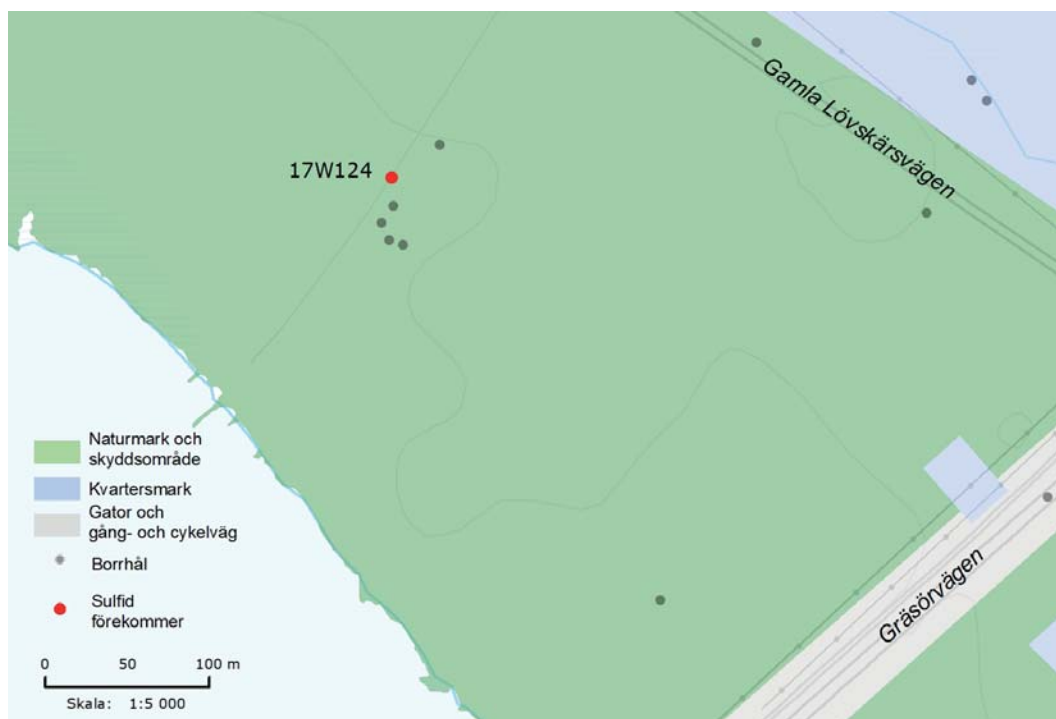 Gamla Lövskärsvägen
17W124
Naturmark och
skyddsområde
Kvartersmark
Gator och
gång- och cykelväg
Borrhål
Sulfid
förekommer
Gräsörvägen
0 50 100 m
Skala: 1:5 000